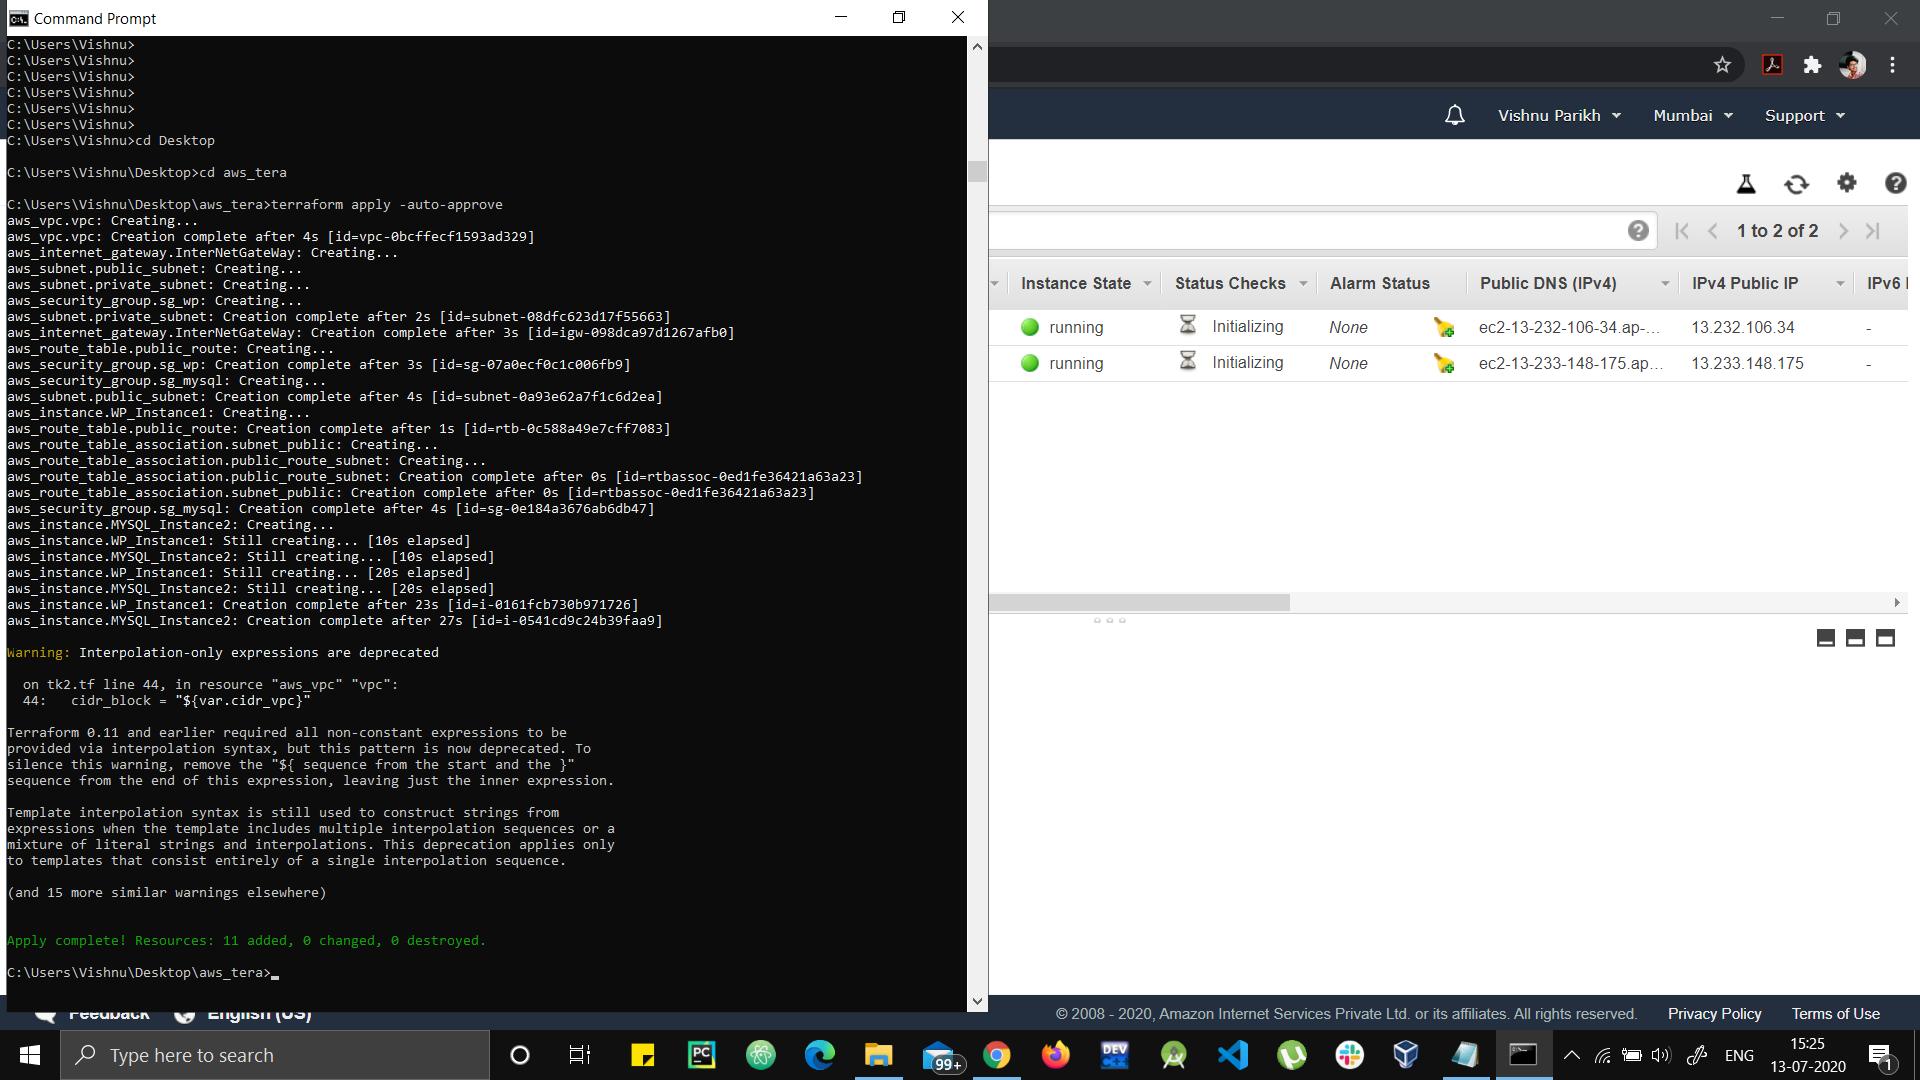 Command Prompt
C:\Users\Vishnu>
C:\Users\Vishnu>
C:\Users\Vishnu>
C:\Users\Vishnu>
C:\Users\Vishnu>
C:\Users\Vishnu>
C:\Users\Vishnu>cd Desktop
C:\Users\Vishnu\Desktop>cd aws_tera
C:\Users\Vishnu\Desktop\aws_tera>terraform apply -auto-approve
aws_vpc.vpc: Creating...
aws_vpc.vpc: Creation complete after 4s [id=vpc-0bcffecf1593ad329]
aws_internet_gateway.InterNetGateWay: Creating...
aws_subnet.public_subnet: Creating...
aws_subnet.private_subnet: Creating...
aws_security_group.sg_wp: Creating...
aws_subnet.private_subnet: Creation complete after 2s [id=subnet-08dfc623d17f55663]
aws_internet_gateway.InterNetGateWay: Creation complete after 3s [id=igw-098dca97d1267afb0]
aws_route_table.public_route: Creating...
aws_security_group.sg_wp: Creation complete after 3s [id=sg-07a0ecf0c1c006fb9]
aws_security_group.sg_mysql: Creating...
aws_subnet.public_subnet: Creation complete after 4s [id=subnet-0a93e62a7f1c6d2ea]
aws_instance.WP_Instance1: Creating...
aws_route_table.public_route: Creation complete after 1s [id=rtb-0c588a49e7cff7083]
aws_route_table_association.subnet_public: Creating...
aws_route_table_association.public_route_subnet: Creating...
aws_route_table_association.public_route_subnet: Creation complete after 0s [id=rtbassoc-0ed1fe36421a63a23]
aws_route_table_association.subnet_public: Creation complete after 0s [id=rtbassoc-0ed1fe36421a63a23]
aws_security_group.sg_mysql: Creation complete after 4s [id=sg-0e184a3676ab6db47]
aws_instance.MYSQL_Instance2: Creating...
aws_instance.WP_Instance1: Still creating... [10s elapsed]
aws_instance.MYSQL_Instance2: Still creating... [10s elapsed]
aws_instance.WP_Instance1: Still creating... [20s elapsed]
aws_instance.MYSQL_Instance2: Still creating... [20s elapsed]
aws_instance.WP_Instance1: Creation complete after 23s [id=i-0161fcb730b971726]
aws_instance.MYSQL_Instance2: Creation complete after 27s [id=i-0541cd9c24b39faa9]
Warning: Interpolation-only expressions are deprecated
on tk2.tf line 44, in resource "aws_vpc" "vpc":
44: cidr_block = "${var.cidr_vpc}"
Terraform 0.11 and earlier required all non-constant expressions to be
provided via interpolation syntax, but this pattern is now deprecated. To
silence this warning, remove the "${ sequence from the start and the }"
sequence from the end of this expression, leaving just the inner expression.
Template interpolation syntax is still used to construct strings from
expressions when the template includes multiple interpolation sequences or a
mixture of literal strings and interpolations. This deprecation applies only
to templates that consist entirely of a single interpolation sequence.
(and 15 more similar warnings elsewhere)
Apply complete! Resources: 11 added, 0 changed, 0 destroyed.
C:\Users\Vishnu\Desktop\aws_tera>
Vishnu Parikh Mumbai Support
1 to 2 of 2
Instance State Status Checks Alarm Status Public DNS (IPv4) IPv4 Public IP IPv6
running Initializing None ec2-13-232-106-34.ap-... 13.232.106.34 -
running Initializing None ec2-13-233-148-175.ap... 13.233.148.175 -
Feedback English (US)
© 2008 - 2020, Amazon Internet Services Private Ltd. or its affiliates. All rights reserved. Privacy Policy Terms of Use
Type here to search
PC
99+
DEV
C++
ENG
15:25
13-07-2020
1